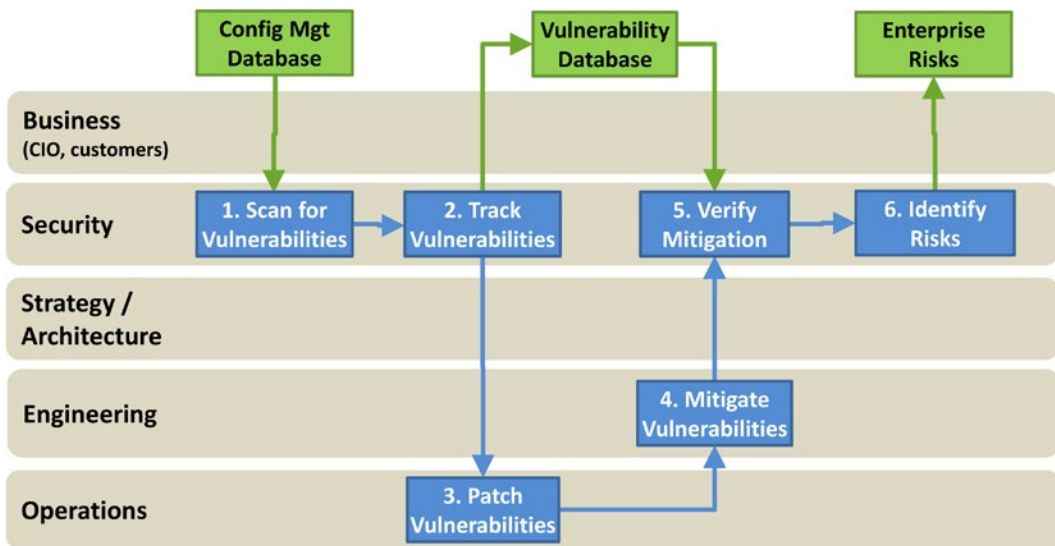 Config Mgt
Database
Vulnerability
Database
Enterprise
Risks
Business
(CIO, customers)
Security
1. Scan for
Vulnerabilities
2. Track
Vulnerabilities
5. Verify
Mitigation
6. Identify
Risks
Strategy /
Architecture
Engineering
4. Mitigate
Vulnerabilities
Operations
3. Patch
Vulnerabilities